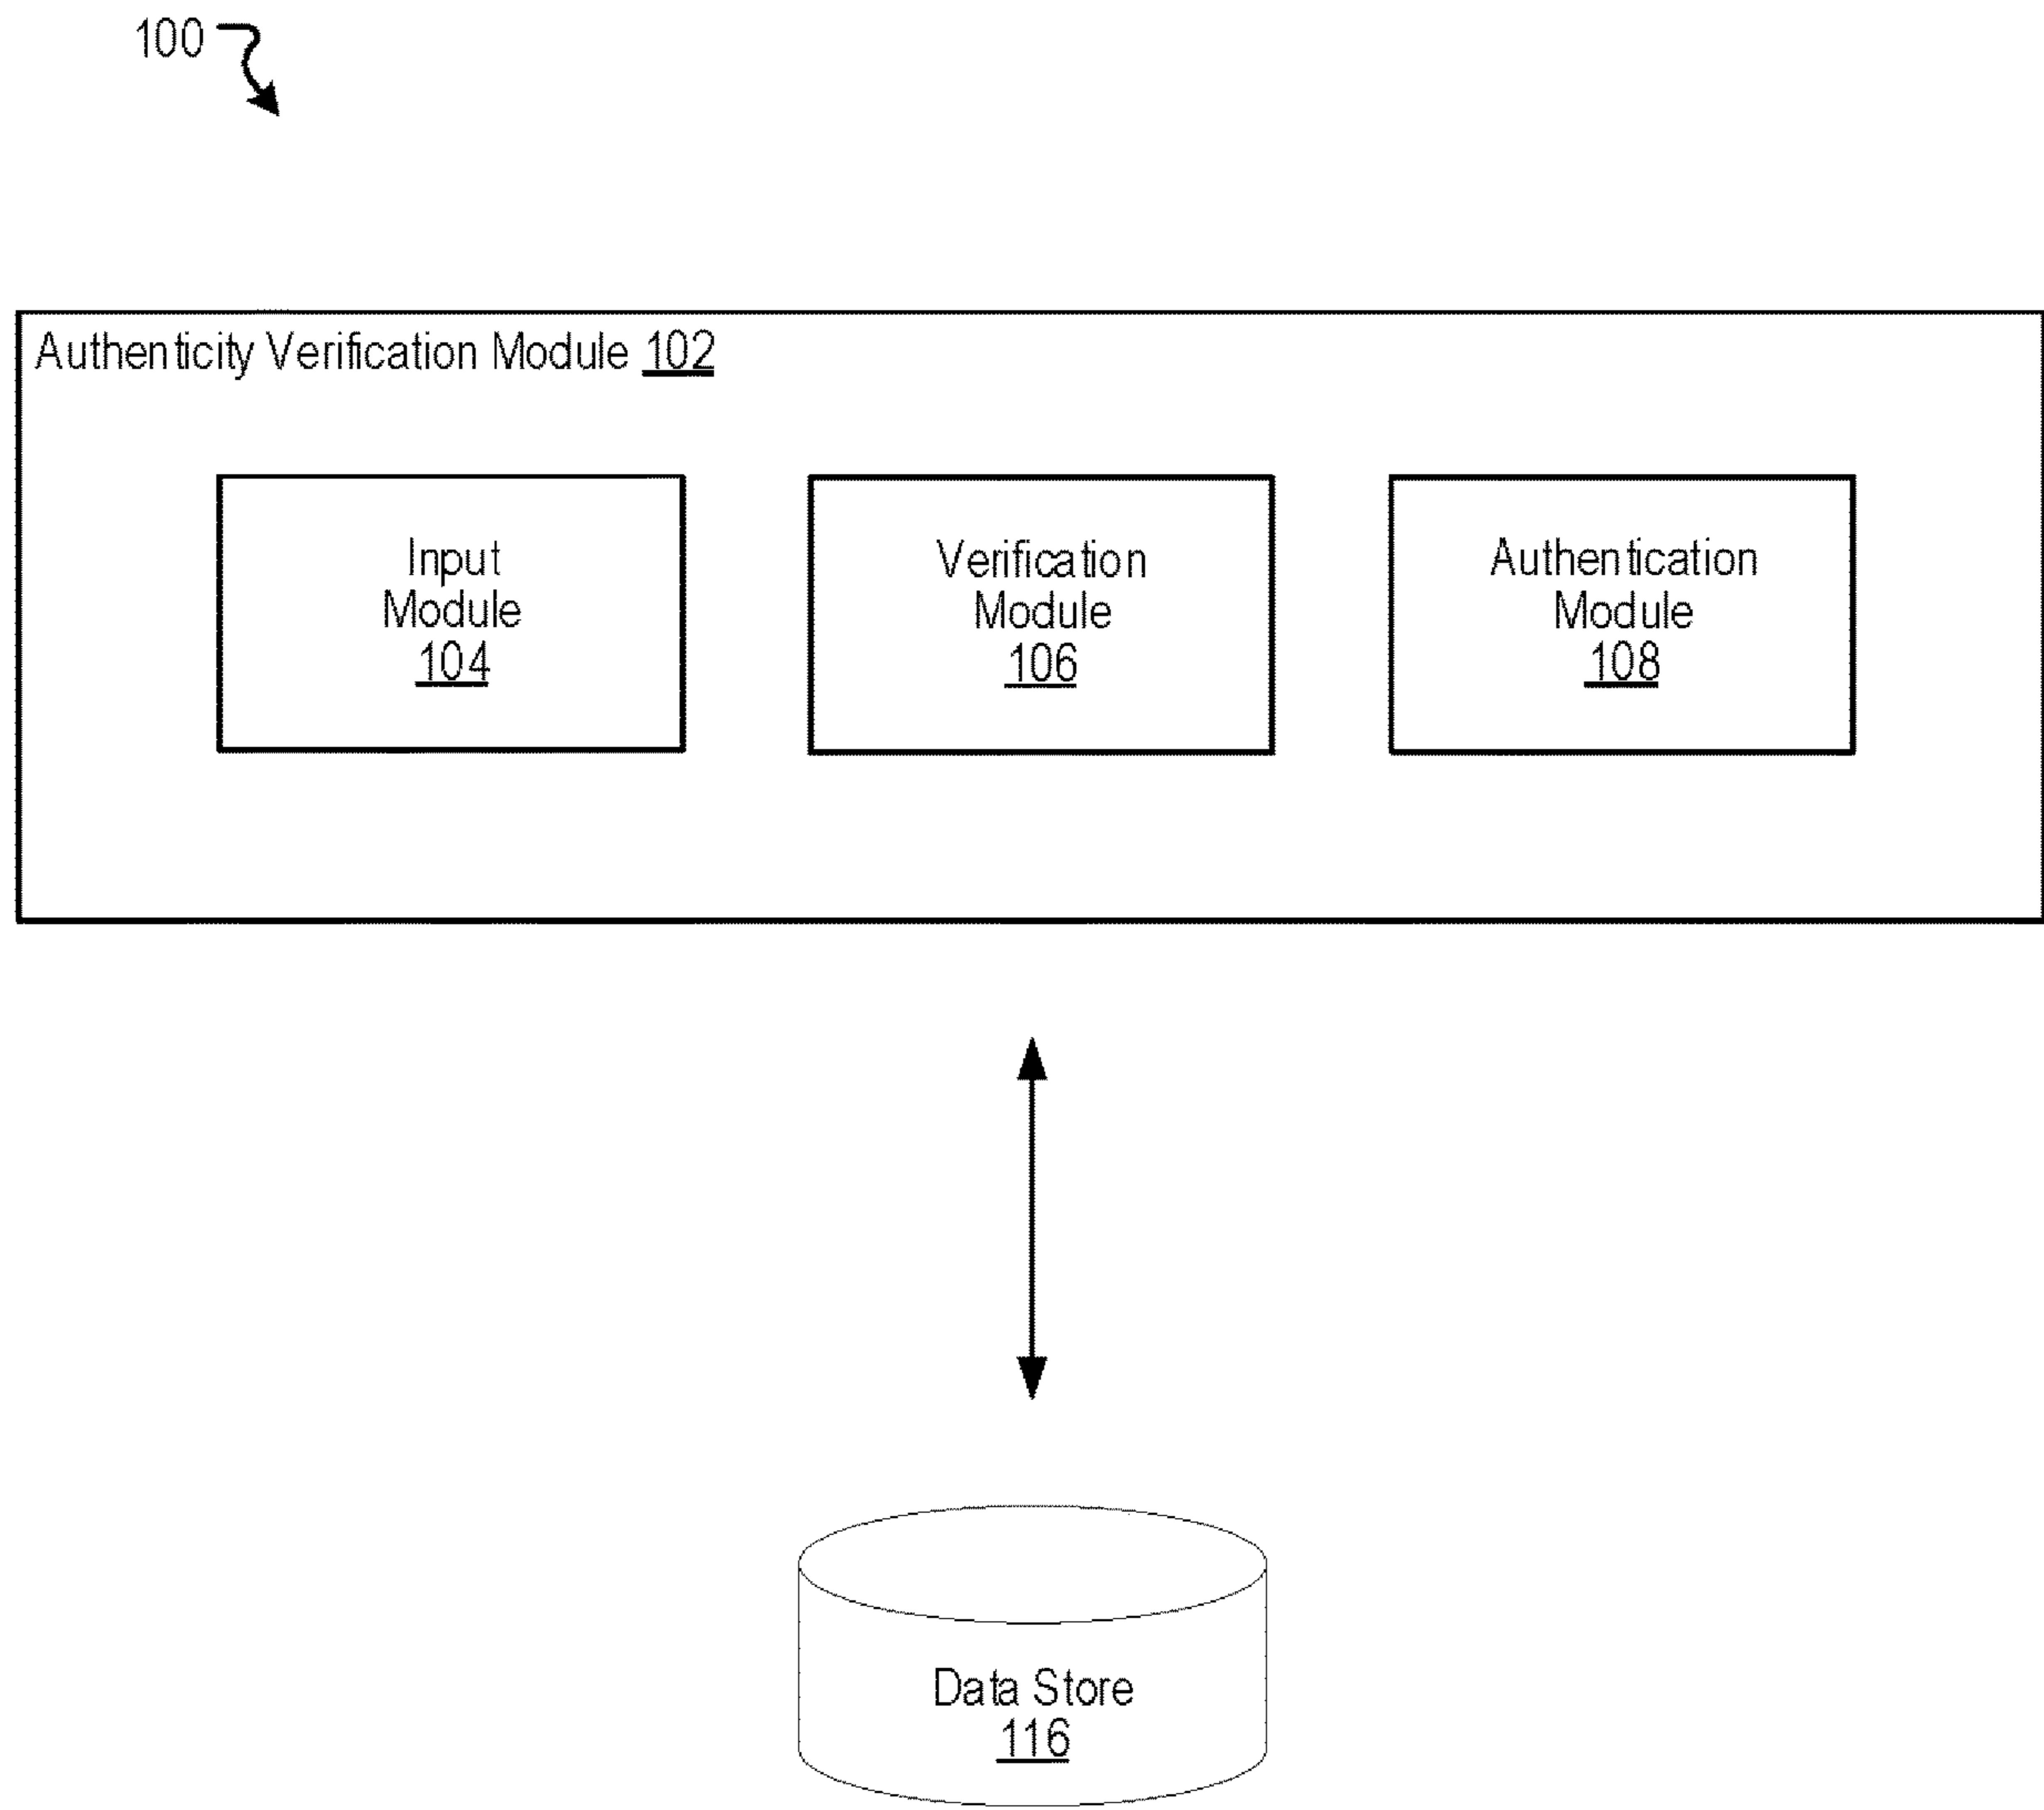 100
Authenticity Verification Module 102
Input
Module
104
Verification
Module
106
Authentication
Module
108
Data Store
116